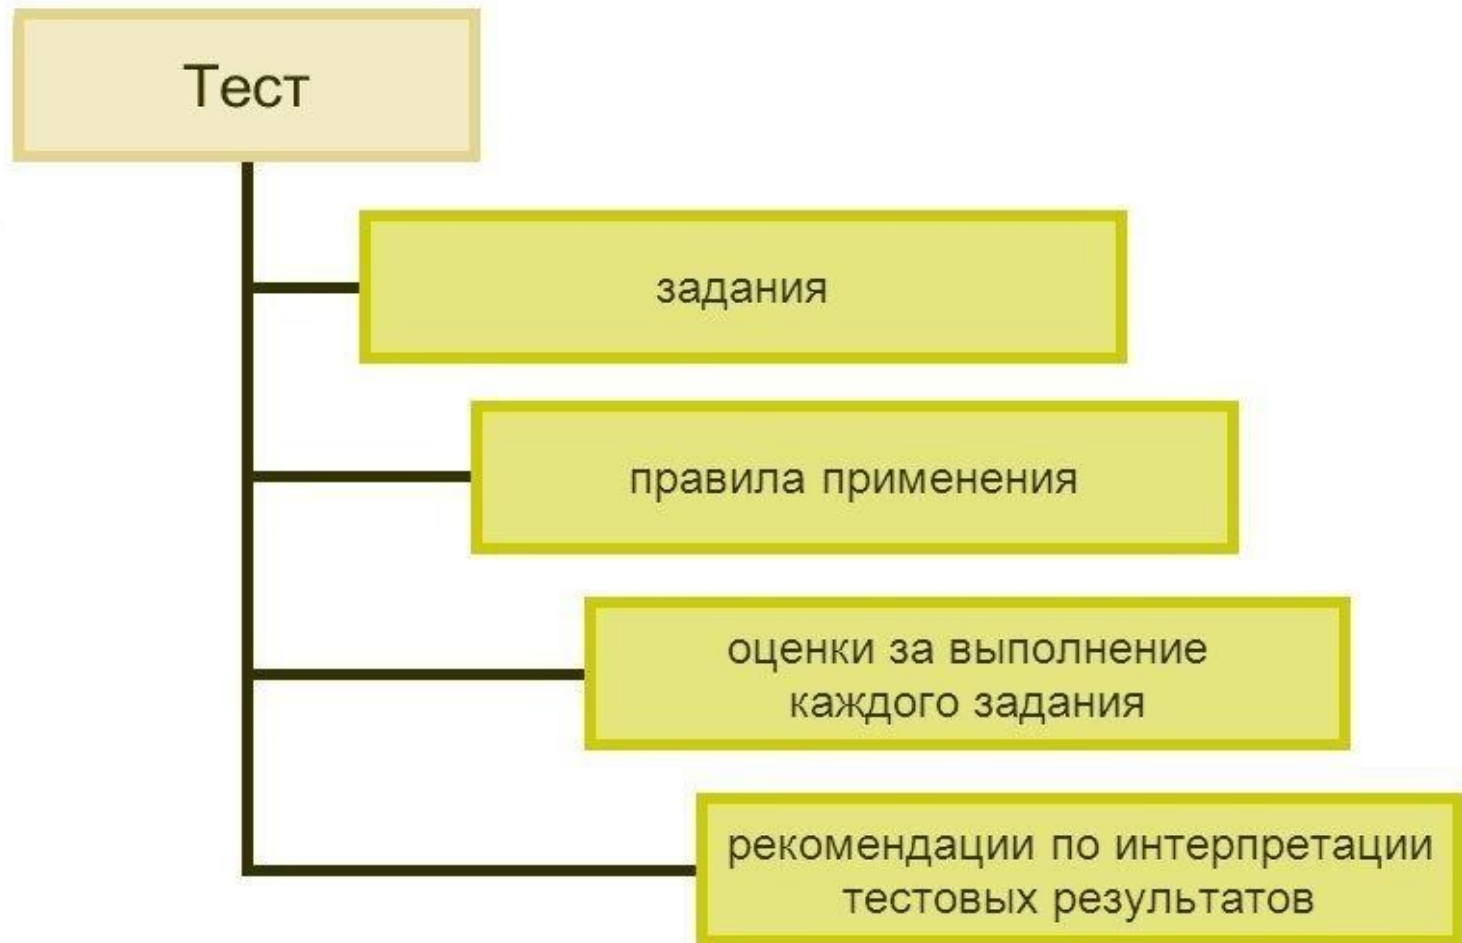 Тест
задания
правила применения
оценки за выполнение
каждого задания
рекомендации по интерпретации
тестовых результатов